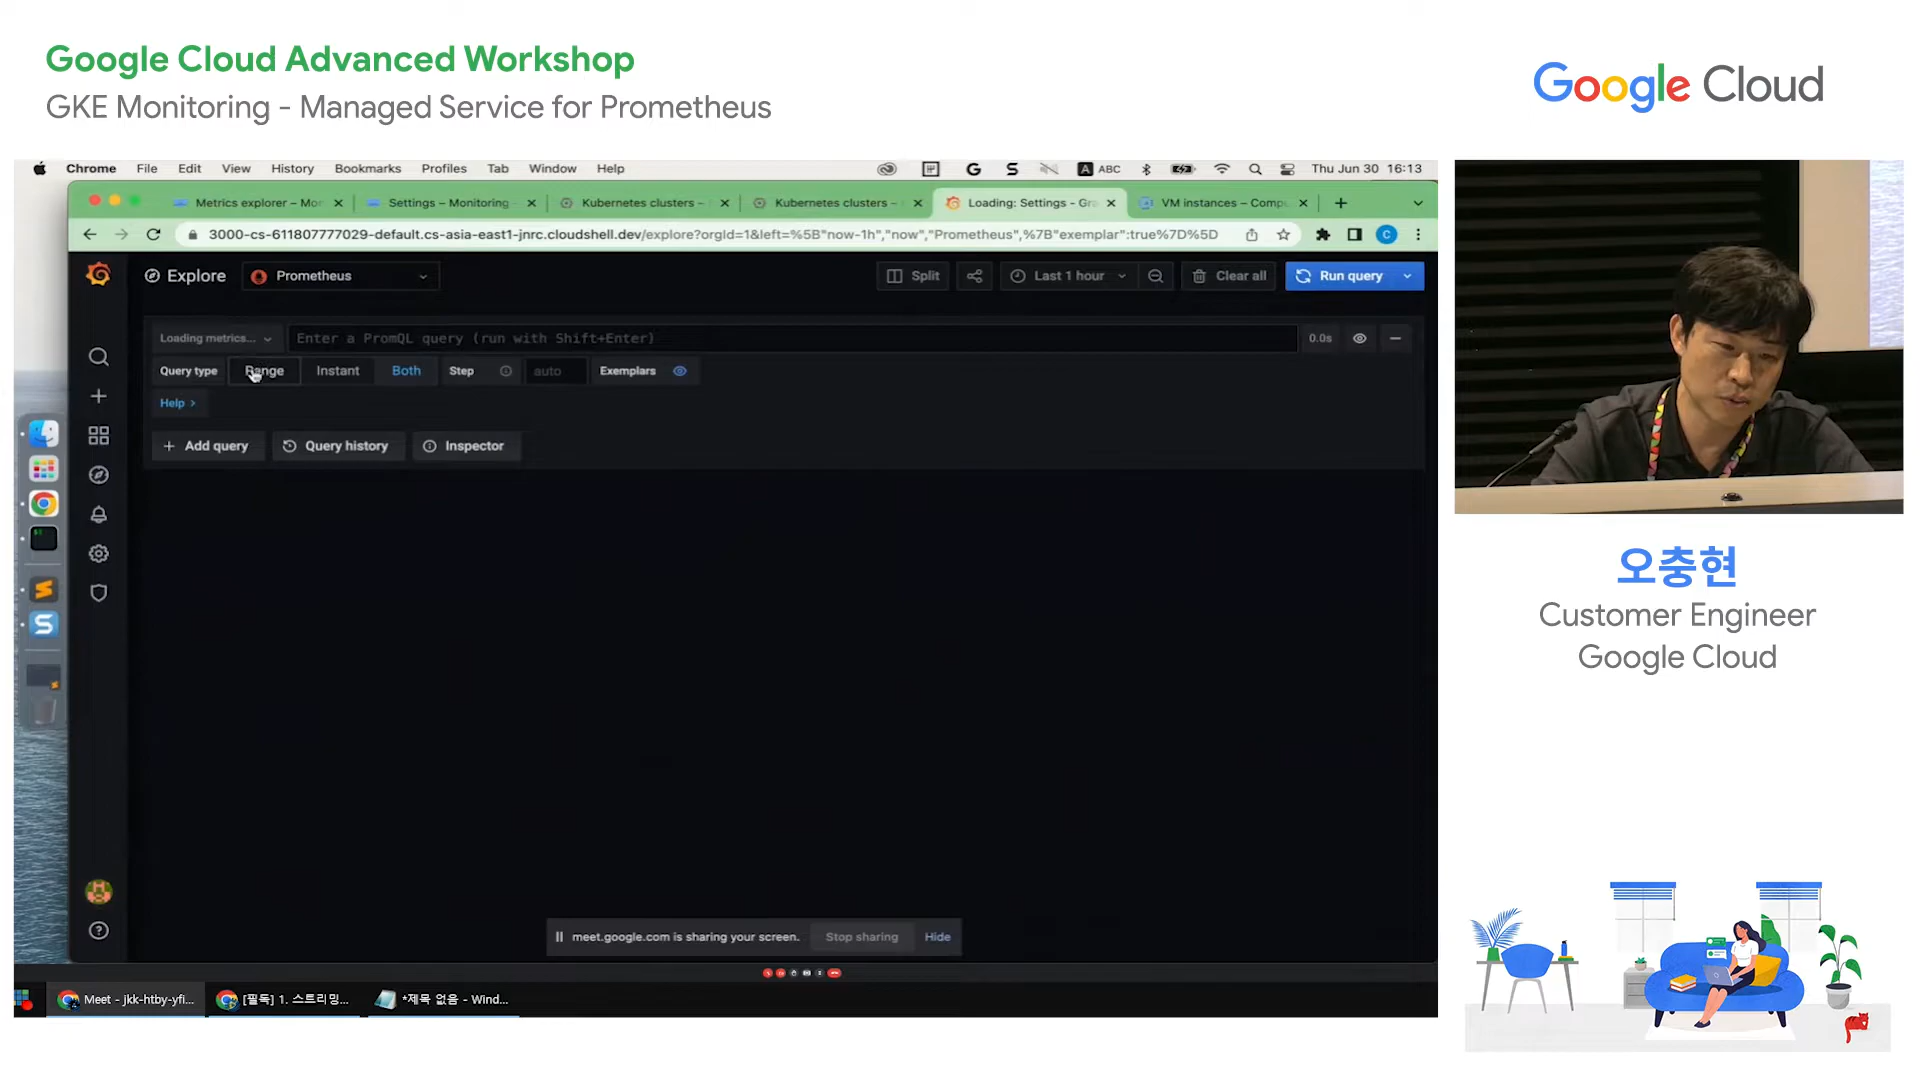 Google Cloud Advanced Workshop
GKE Monitoring - Managed Service for Prometheus
Google Cloud
Chrome File Edit View History Bookmarks Profiles Tab Window Help
G S A ABC Thu Jun 30 16:13
Metrics explorer – Mo
Settings – Monitoring
Kubernetes clusters –
Kubernetes clusters –
Loading: Settings - Gra
VM instances – Compu
3000-cs-611807777029-default.cs-asia-east1-jnrc.cloudshell.dev/explore?orgId=1&left=%5B"now-1h","now","Prometheus",%7B"exemplar":true%7D%5D
C
Explore Prometheus Split Last 1 hour Clear all Run query
Loading metrics... Enter a PromQL query (run with Shift+Enter) 0.0s
Query type Range Instant Both Step auto Exemplars
Help >
+ Add query Query history Inspector
meet.google.com is sharing your screen. Stop sharing Hide
Meet - jkk-htby-yfi...
[필독] 1. 스트리밍...
*제목 없음 - Wind...
오충현
Customer Engineer
Google Cloud